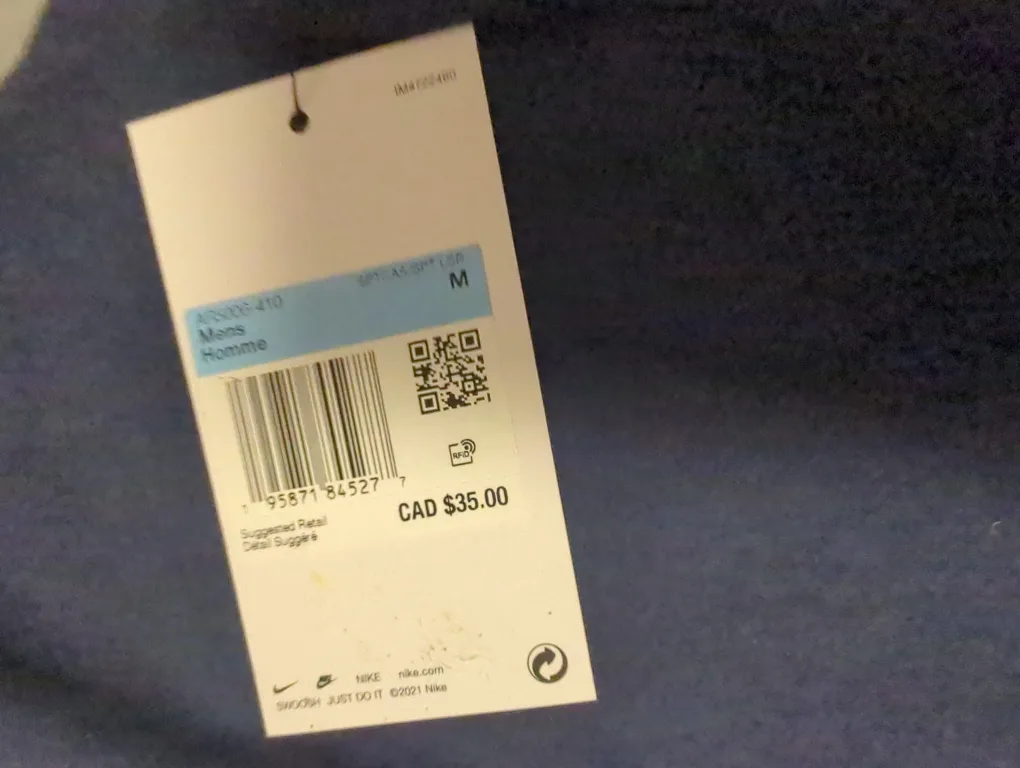 M
Mens
Homme
RFID
1 95871 84527 7
CAD $35.00
Suggested Retail
Détail Suggéré
NIKE nike.com
SWOOSH JUST DO IT ©2021 Nike